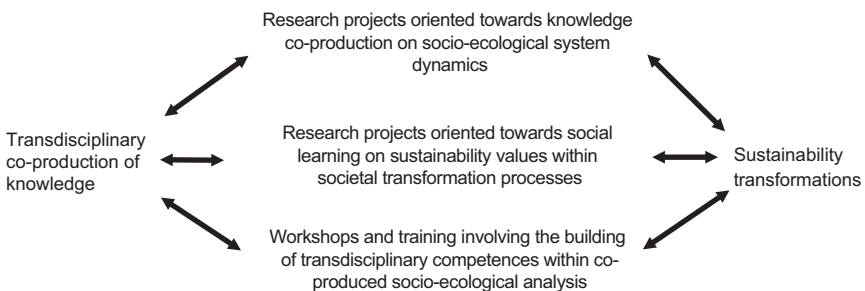 Research projects oriented towards knowledge
co-production on socio-ecological system
dynamics
Transdisciplinary
co-production of
knowledge
Research projects oriented towards social
learning on sustainability values within
societal transformation processes
Sustainability
transformations
Workshops and training involving the building
of transdisciplinary competences within co-
produced socio-ecological analysis